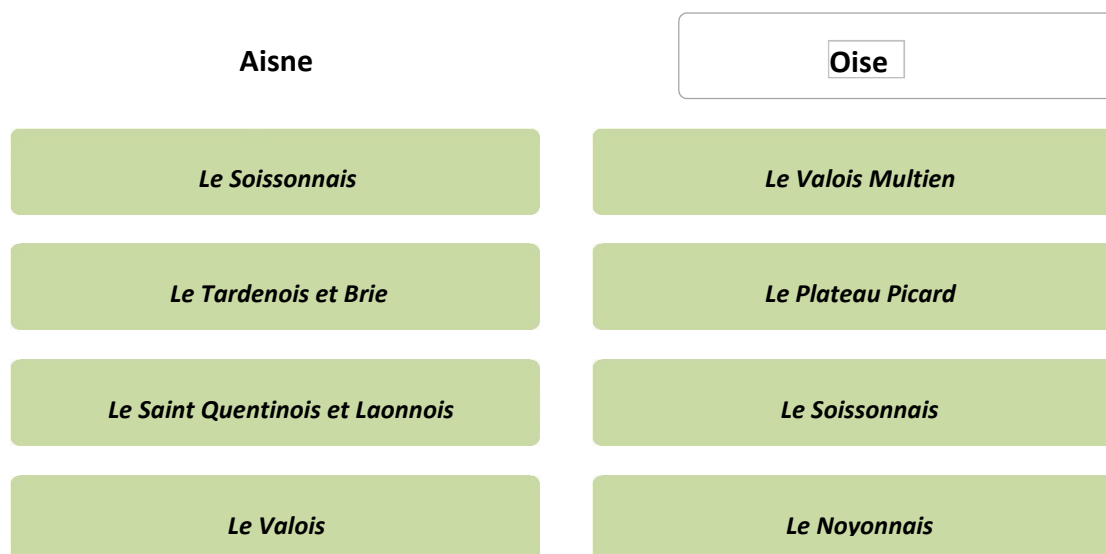 Aisne
Oise
Le Soissonnais
Le Valois Multien
Le Tardenois et Brie
Le Plateau Picard
Le Saint Quentinois et Laonnois
Le Soissonnais
Le Valois
Le Noyonnais